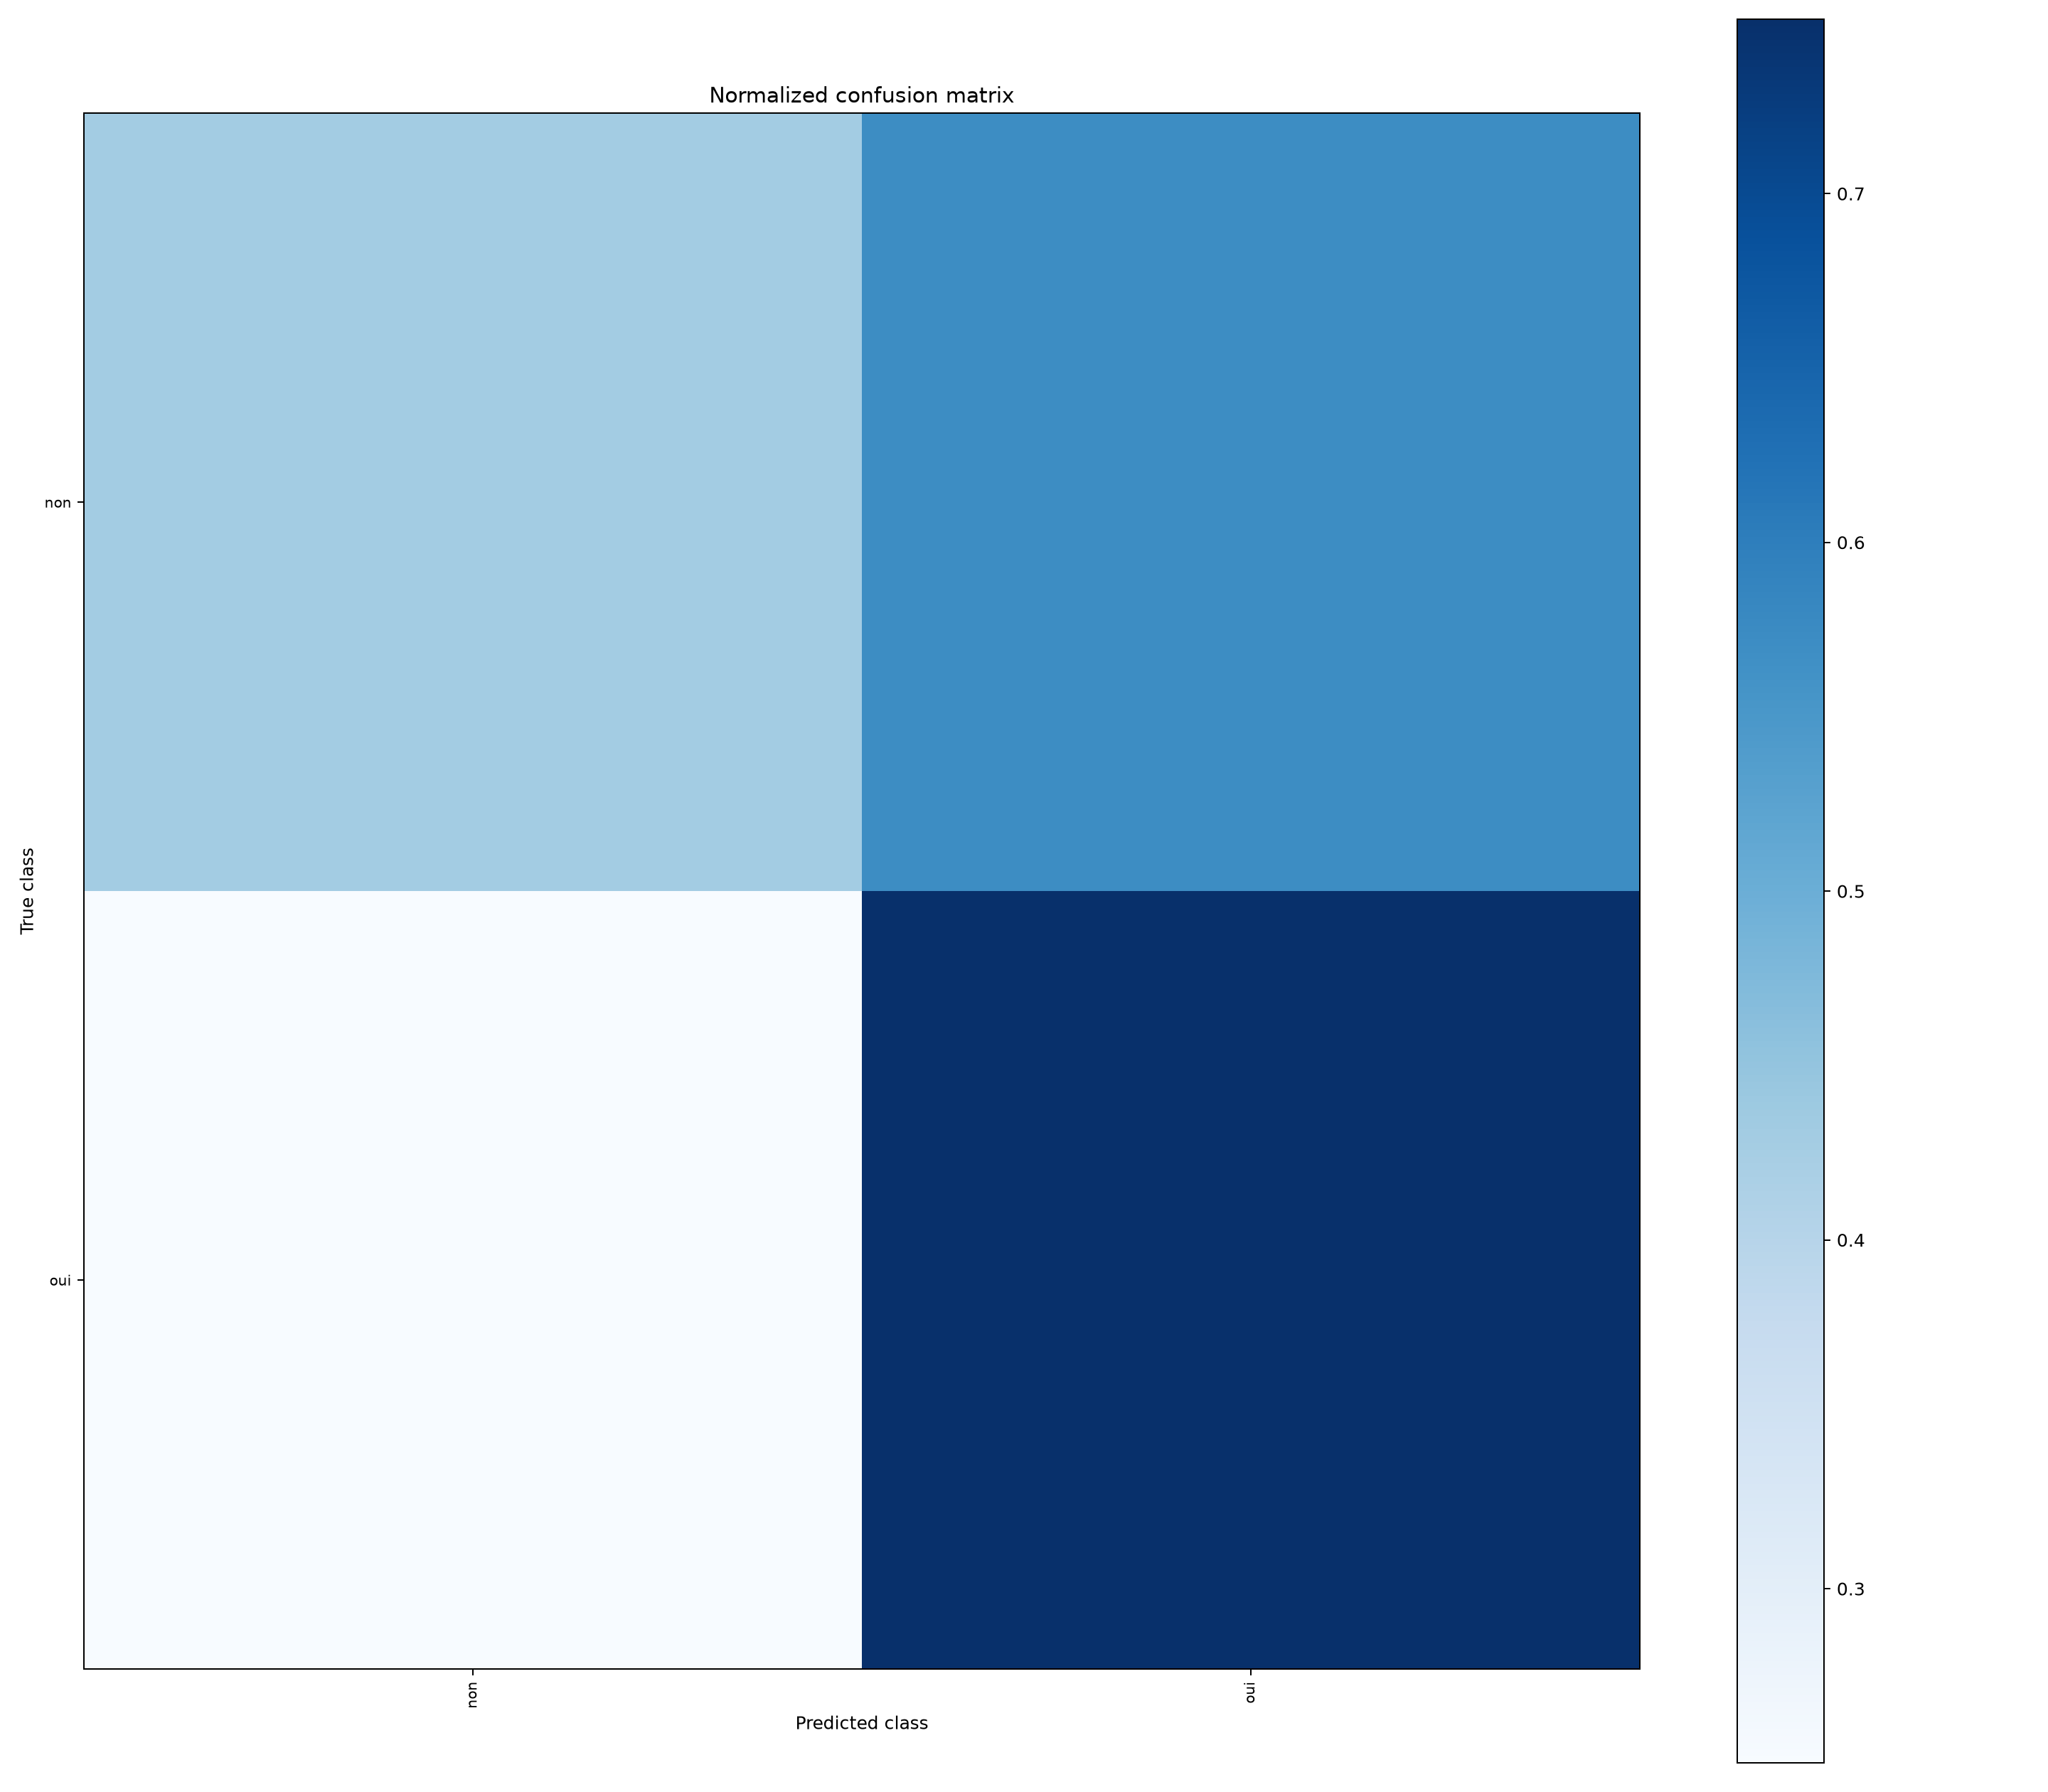 Normalized confusion matrix
True class
non
oui
non
oui
Predicted class
0.7
0.6
0.5
0.4
0.3